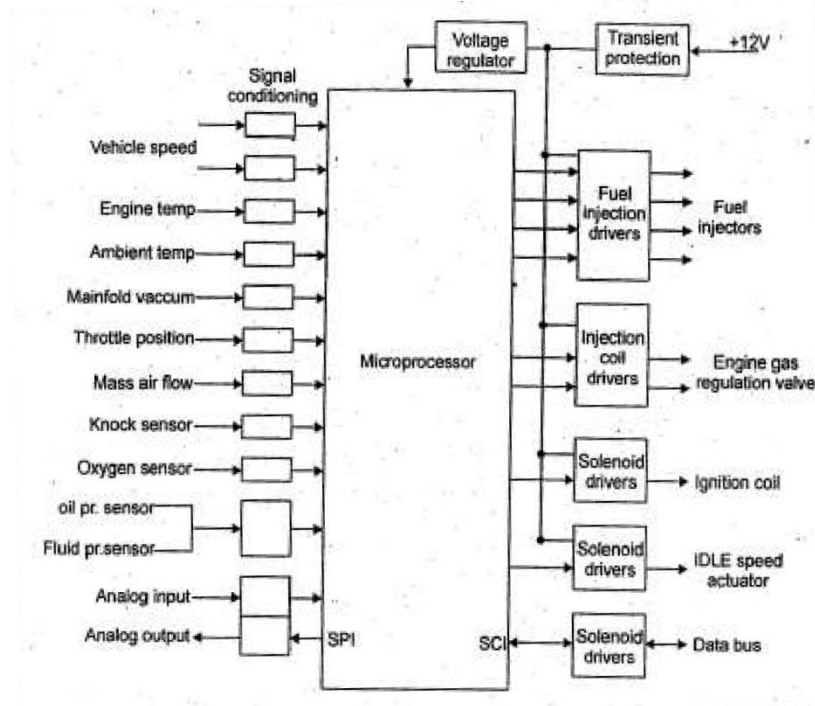 Voltage
regulator
Transient
protection
+12V
Signal
conditioning
Vehicle speed
Engine temp
Ambient temp
Mainfold vaccum
Throttle position
Mass air flow
Knock sensor
Oxygen sensor
oil pr. sensor
Fluid pr.sensor
Analog input
Analog output
Microprocessor
SPI
SCI
Fuel
injection
drivers
Fuel
injectors
Injection
coil
drivers
Engine gas
regulation valve
Solenoid
drivers
Ignition coil
Solenoid
drivers
IDLE speed
actuator
Solenoid
drivers
Data bus